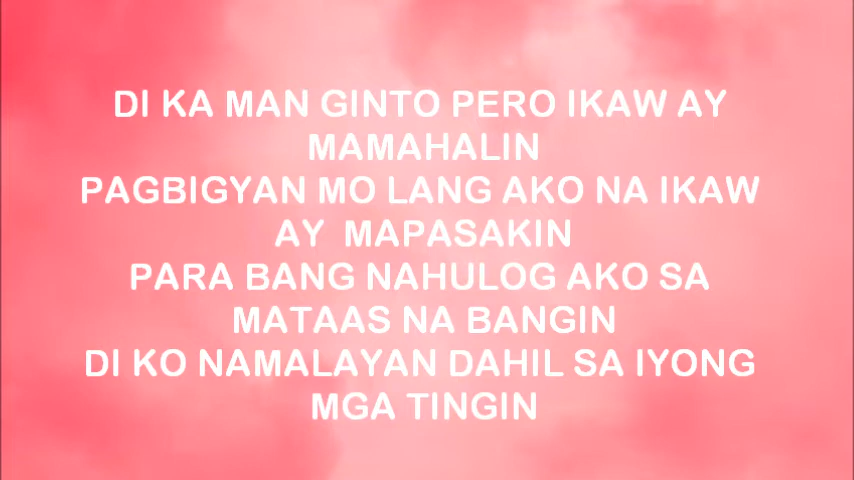 DI KA MAN GINTO PERO IKAW AY
MAMAHALIN
PAGBIGYAN MO LANG AKO NA IKAW
AY MAPASAKIN
PARA BANG NAHULOG AKO SA
MATAAS NA BANGIN
DI KO NAMALAYAN DAHIL SA IYONG
MGA TINGIN